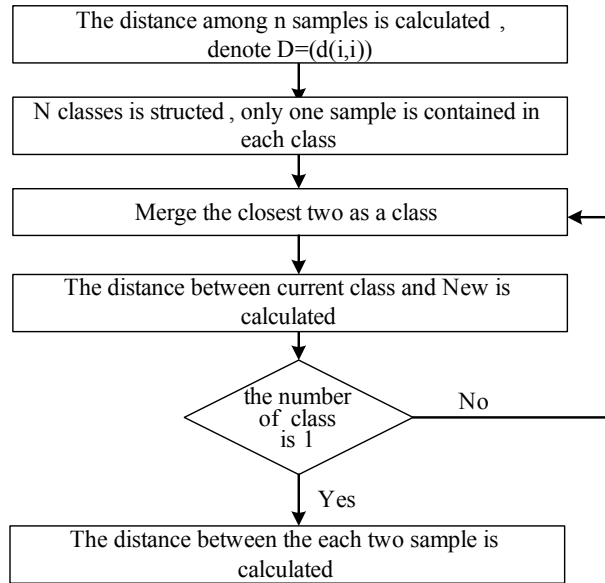 The distance among n samples is calculated ,
denote D=(d(i,i))
N classes is structed , only one sample is contained in
each class
Merge the closest two as a class
The distance between current class and New is
calculated
the number
of class
is 1
No
Yes
The distance between the each two sample is
calculated